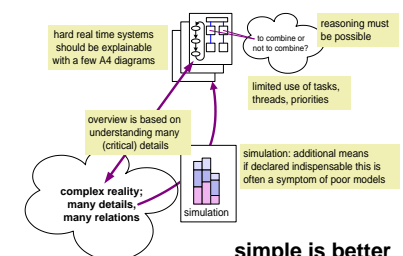 hard real time systems
should be explainable
with a few A4 diagrams
to combine or
not to combine?
reasoning must
be possible
limited use of tasks,
threads, priorities
overview is based on
understanding many
(critical) details
complex reality;
many details,
many relations
simulation
simulation: additional means
if declared indispensable this is
often a symptom of poor models
simple is better